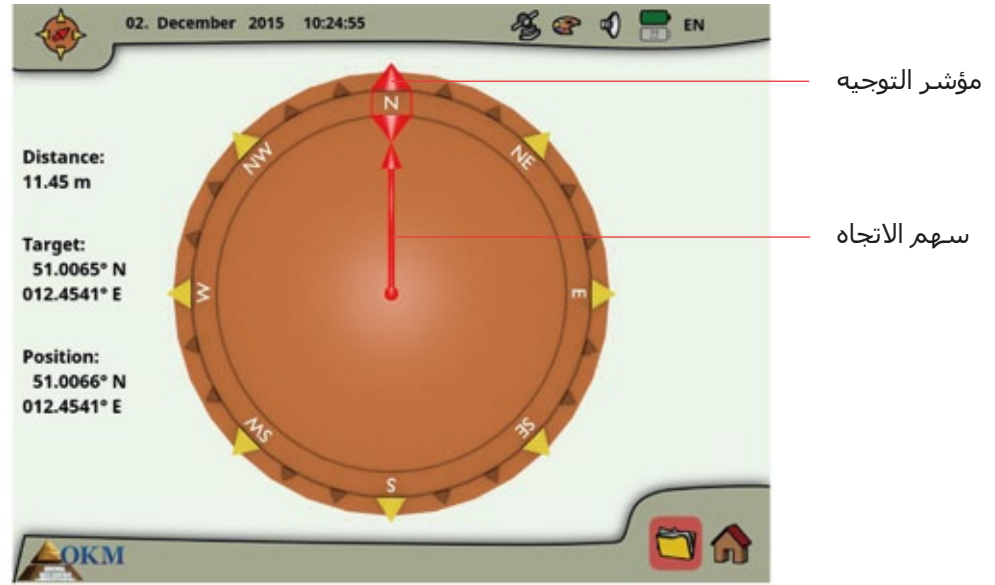 02. December 2015 10:24:55 EN
مؤشر التوجيه
N
NW
NE
Distance:
11.45 m
سهم الاتجاه
Target:
51.0065° N
012.4541° E
W
E
Position:
51.0066° N
012.4541° E
SW
SE
S
OKM